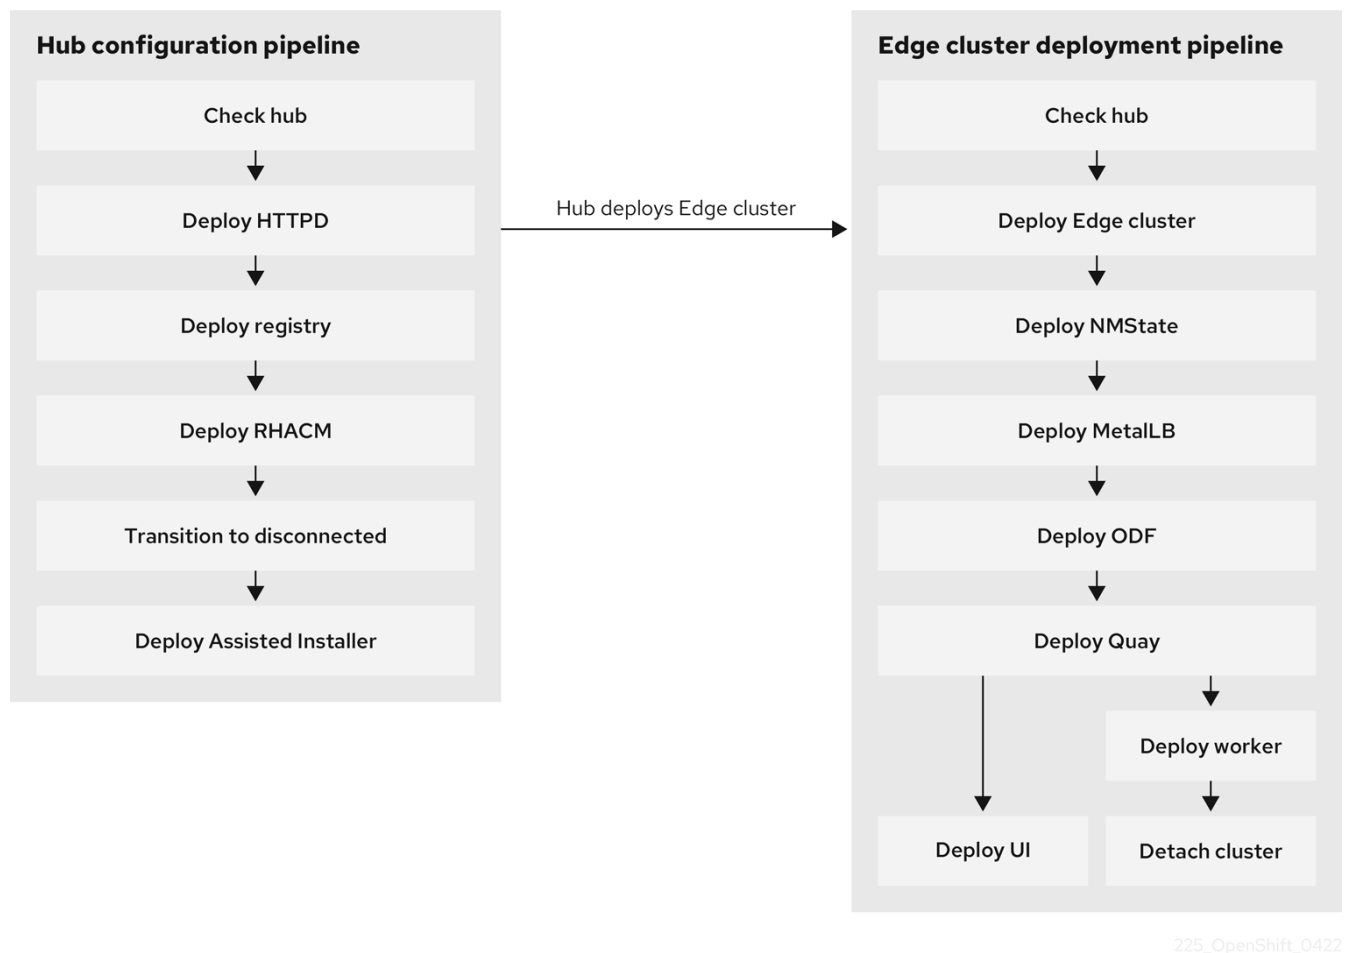 Hub configuration pipeline
Check hub
Deploy HTTPD
Deploy registry
Deploy RHACM
Transition to disconnected
Deploy Assisted Installer
Hub deploys Edge cluster
Edge cluster deployment pipeline
Check hub
Deploy Edge cluster
Deploy NMState
Deploy MetalLB
Deploy ODF
Deploy Quay
Deploy worker
Deploy UI
Detach cluster
225_OpenShift_0422